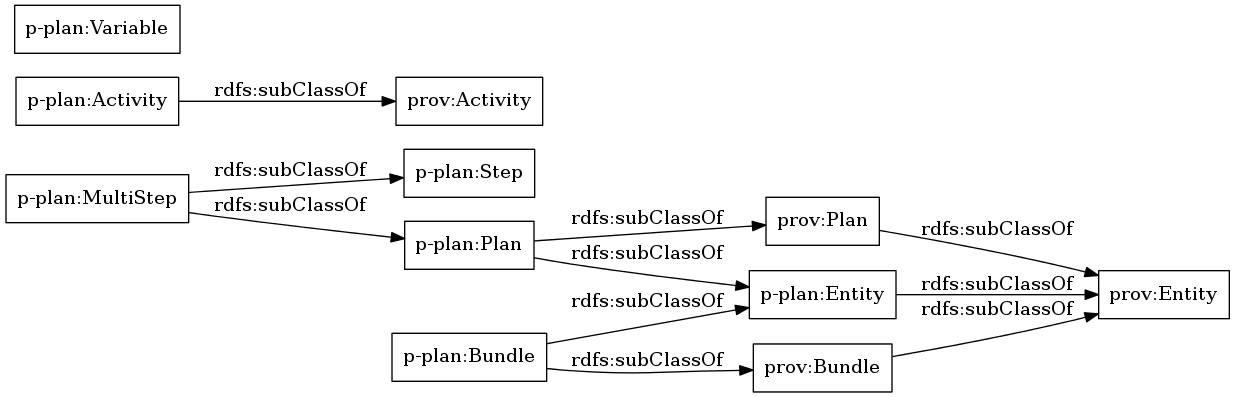 p-plan:Variable
p-plan:Activity
rdfs:subClassOf
prov:Activity
p-plan:MultiStep
rdfs:subClassOf
rdfs:subClassOf
p-plan:Step
p-plan:Plan
rdfs:subClassOf
rdfs:subClassOf
prov:Plan
rdfs:subClassOf
p-plan:Entity
rdfs:subClassOf
prov:Entity
p-plan:Bundle
rdfs:subClassOf
rdfs:subClassOf
prov:Bundle
rdfs:subClassOf